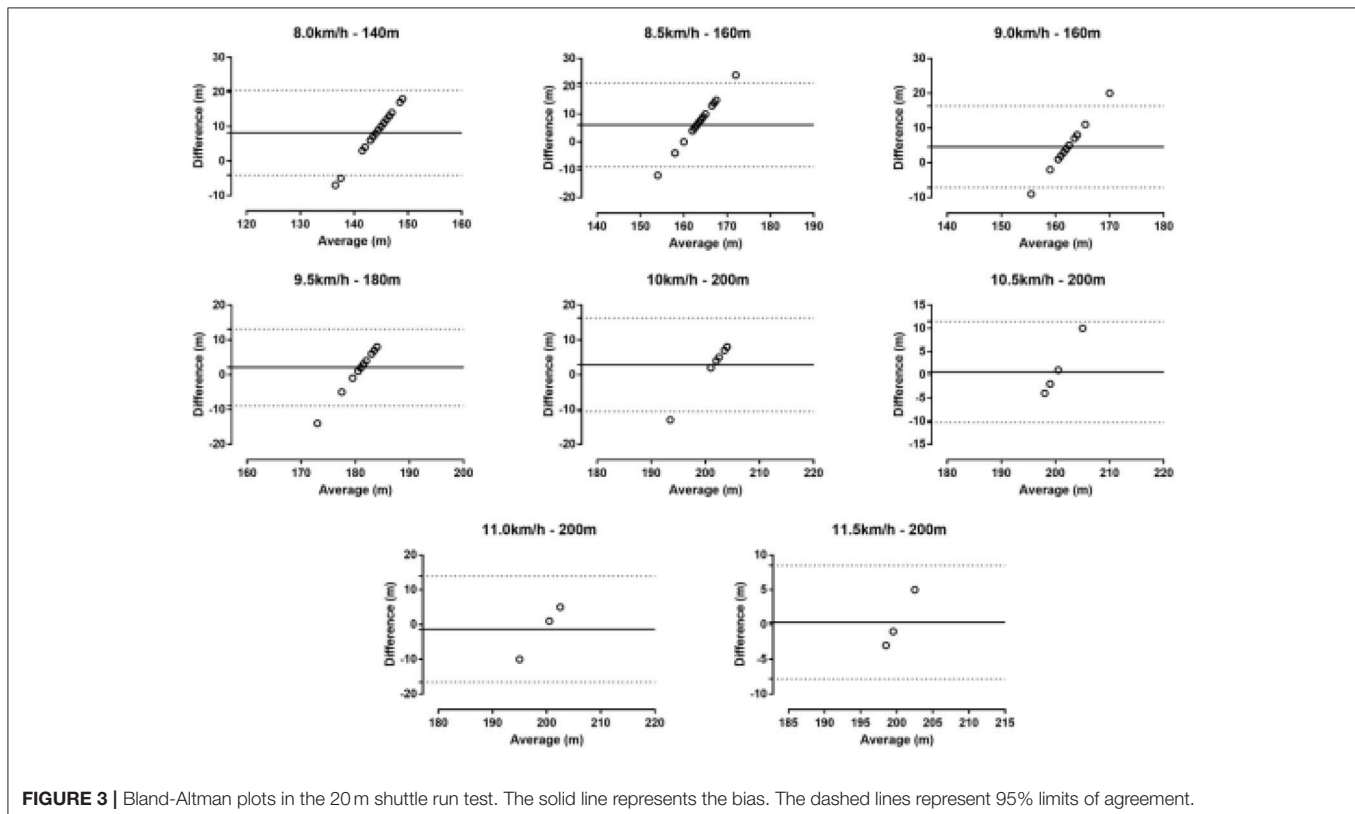 8.0km/h - 140m
8.5km/h - 160m
9.0km/h - 160m
Difference (m)
30
20
10
0
-10
120 130 140 150 160
Average (m)
Difference (m)
30
20
10
0
-10
-20
140 150 160 170 180 190
Average (m)
Difference (m)
30
20
10
0
-10
140 150 160 170 180
Average (m)
9.5km/h - 180m
10km/h - 200m
10.5km/h - 200m
Difference (m)
20
10
0
-10
-20
160 170 180 190 200
Average (m)
Difference (m)
20
10
0
-10
-20
180 190 200 210 220
Average (m)
Difference (m)
15
10
5
0
-5
-10
-15
180 190 200 210 220
Average (m)
11.0km/h - 200m
11.5km/h - 200m
Difference (m)
20
10
0
-10
-20
180 190 200 210 220
Average (m)
Difference (m)
10
5
0
-5
-10
185 190 195 200 205 210 215
Average (m)
FIGURE 3 | Bland-Altman plots in the 20 m shuttle run test. The solid line represents the bias. The dashed lines represent 95% limits of agreement.